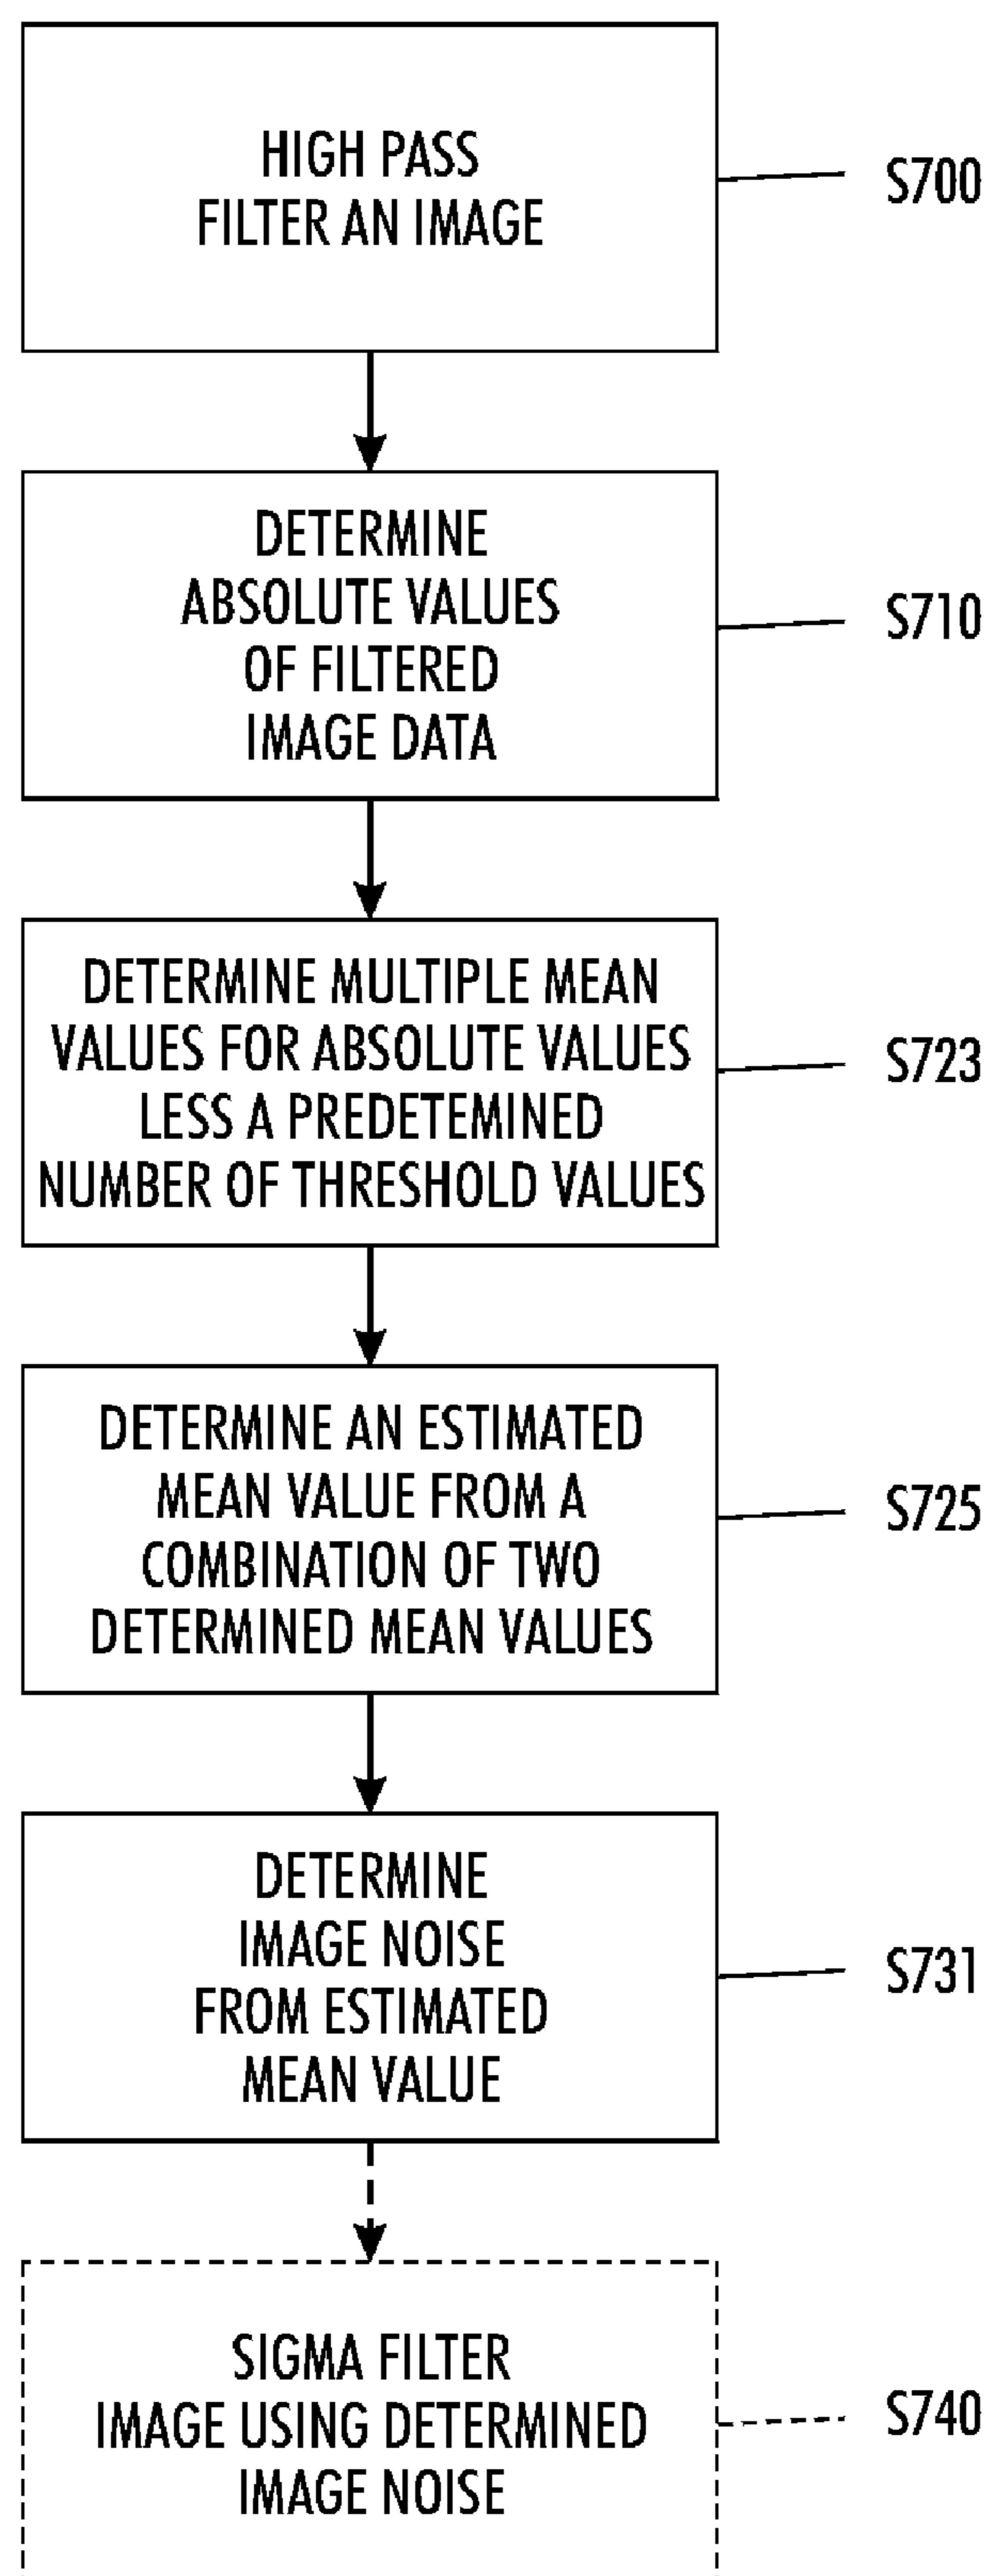 HIGH PASS
FILTER AN IMAGE
S700
DETERMINE
ABSOLUTE VALUES
OF FILTERED
IMAGE DATA
S710
DETERMINE MULTIPLE MEAN
VALUES FOR ABSOLUTE VALUES
LESS A PREDETEMINED
NUMBER OF THRESHOLD VALUES
S723
DETERMINE AN ESTIMATED
MEAN VALUE FROM A
COMBINATION OF TWO
DETERMINED MEAN VALUES
S725
DETERMINE
IMAGE NOISE
FROM ESTIMATED
MEAN VALUE
S731
SIGMA FILTER
IMAGE USING DETERMINED
IMAGE NOISE
S740